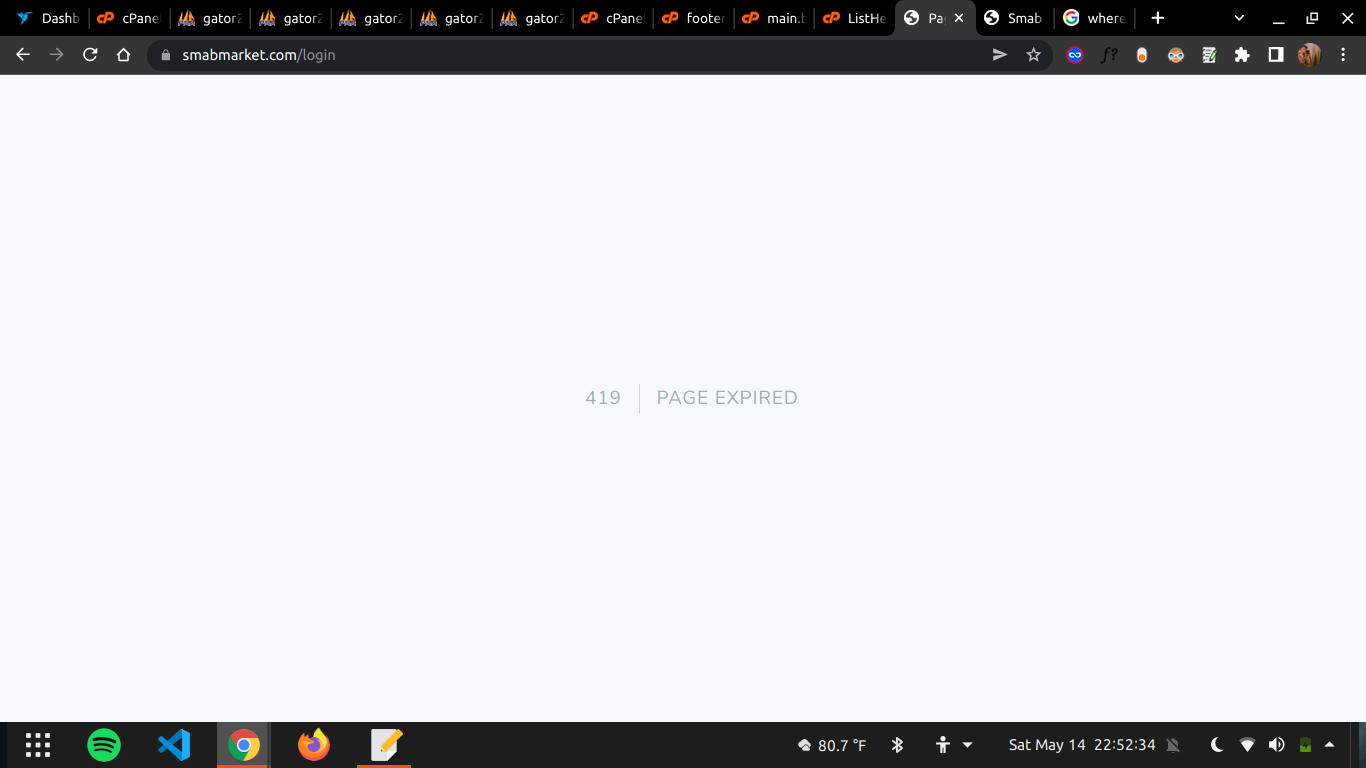 Dashb
cPanel
gator2
gator2
gator2
gator2
gator2
cPanel
footer
main.b
ListHe
Pag
Smab
where
smabmarket.com/login
f?
419
PAGE EXPIRED
80.7 °F
Sat May 14 22:52:34